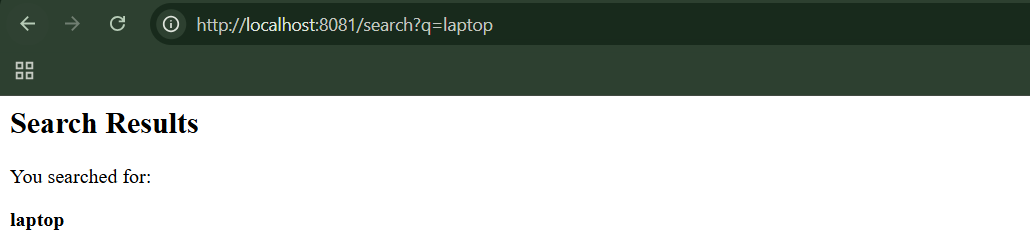 http://localhost:8081/search?q=laptop
Search Results
You searched for:
laptop